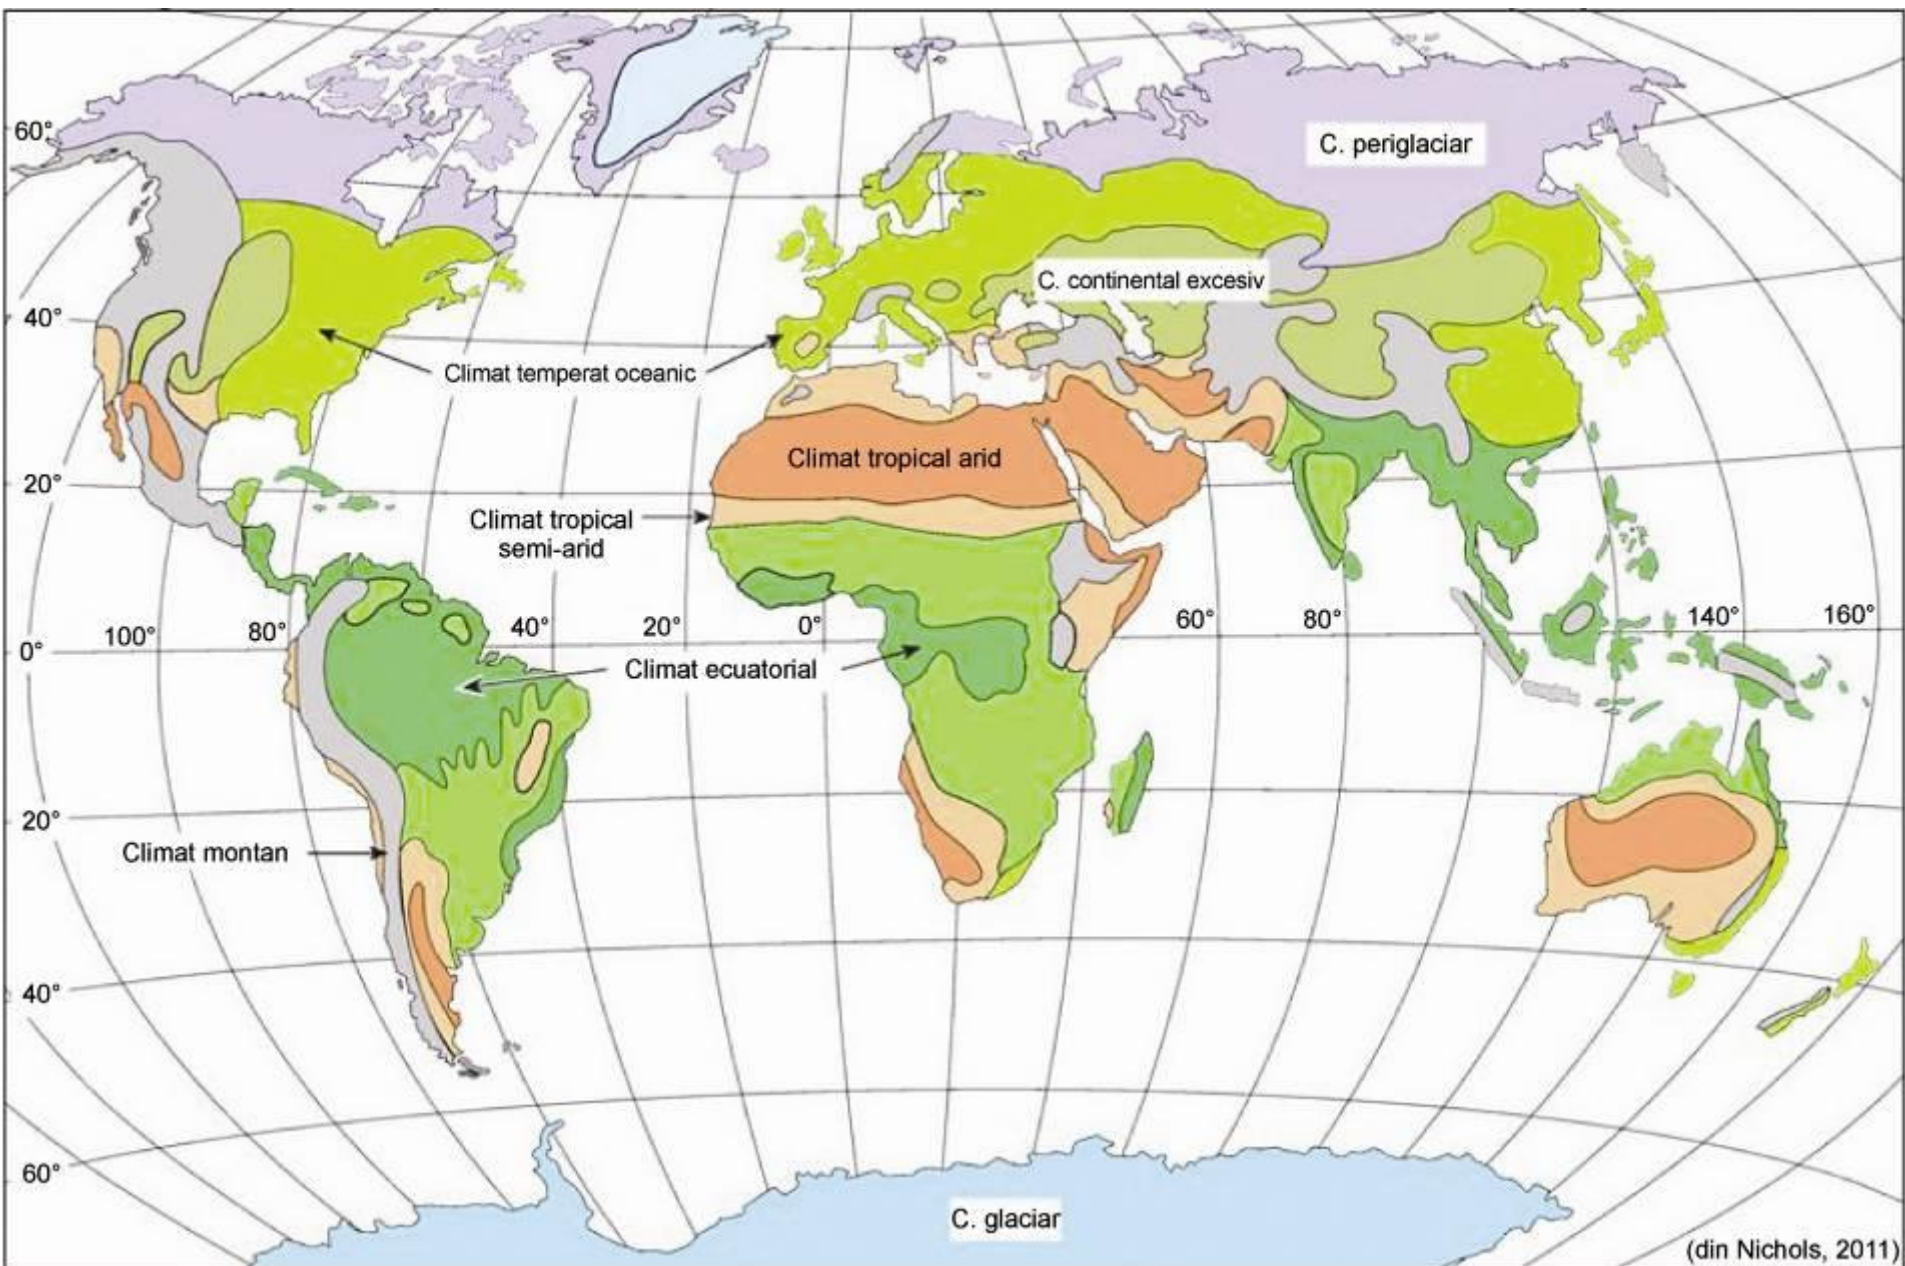 60°
C. periglaciar
C. continental excesiv
40°
Climat temperat oceanic
Climat tropical arid
20°
Climat tropical
semi-arid
100°
80°
40°
20°
0°
60°
80°
140°
160°
0°
Climat ecuatorial
20°
Climat montan
40°
60°
C. glaciar
(din Nichols, 2011)